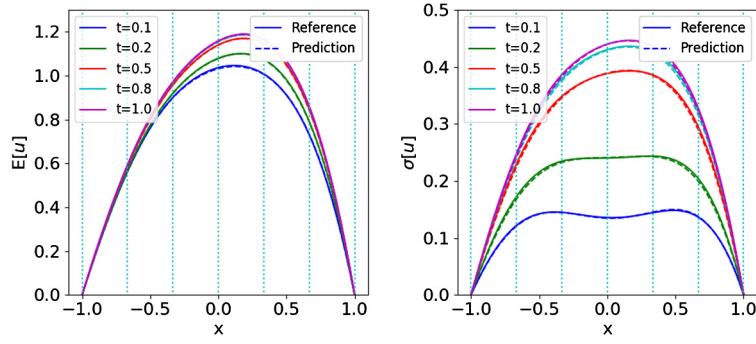 t=0.1
t=0.2
t=0.5
t=0.8
t=1.0
Reference
Prediction
E[u]
1.2
1.0
0.8
0.6
0.4
0.2
0.0
−1.0 −0.5 0.0 0.5 1.0
x
t=0.1
t=0.2
t=0.5
t=0.8
t=1.0
Reference
Prediction
σ[u]
0.5
0.4
0.3
0.2
0.1
0.0
−1.0 −0.5 0.0 0.5 1.0
x